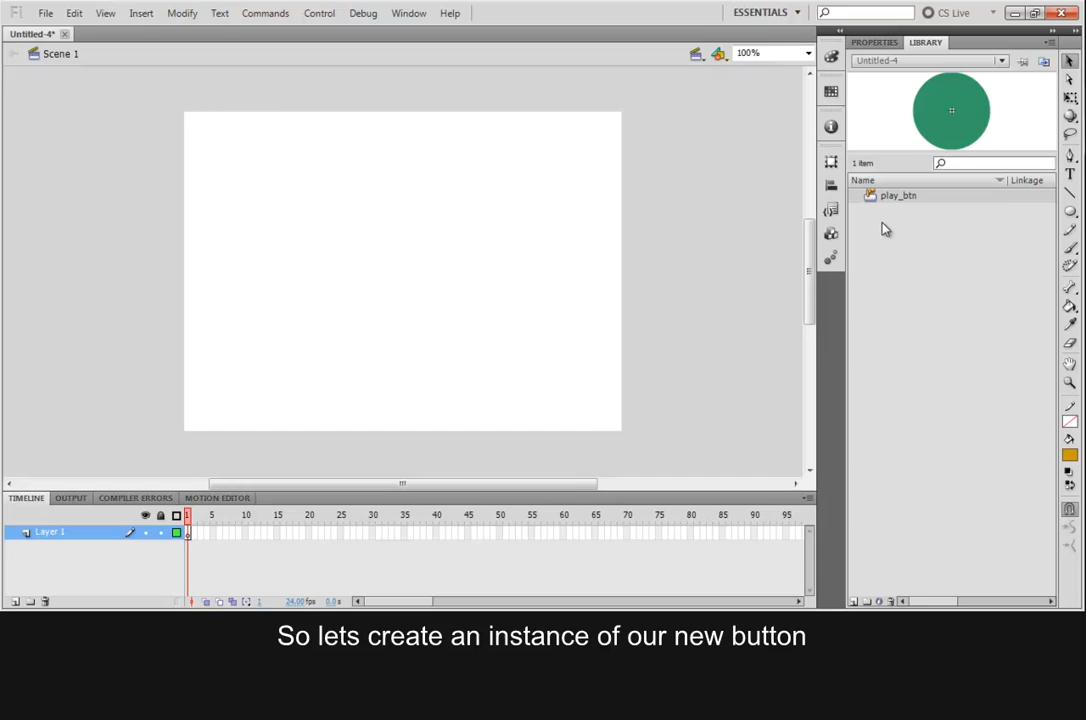 Fl File Edit View Insert Modify Text Commands Control Debug Window Help ESSENTIALS CS Live
Untitled-4*
Scene 1 100%
PROPERTIES LIBRARY
Untitled-4
1 item
Name Linkage
play_btn
TIMELINE OUTPUT COMPILER ERRORS MOTION EDITOR
1 5 10 15 20 25 30 35 40 45 50 55 60 65 70 75 80 85 90 95
Layer 1
1 24.00 fps 0.0 s
So lets create an instance of our new button